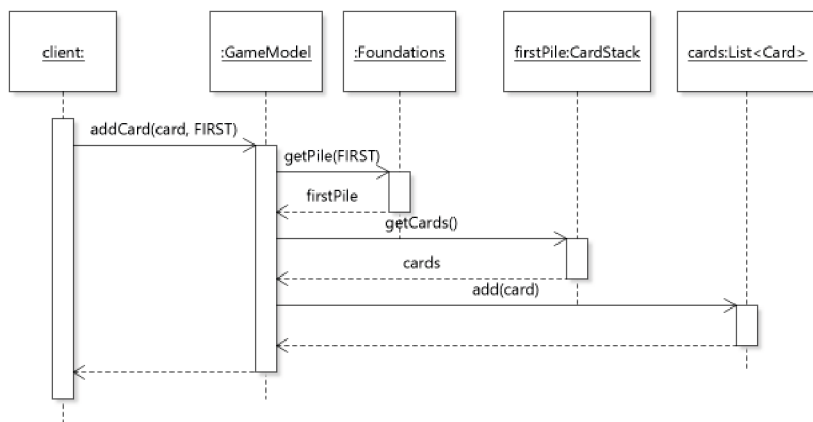 client:
:GameModel
:Foundations
firstPile:CardStack
cards:List<Card>
addCard(card, FIRST)
getPile(FIRST)
firstPile
getCards()
cards
add(card)